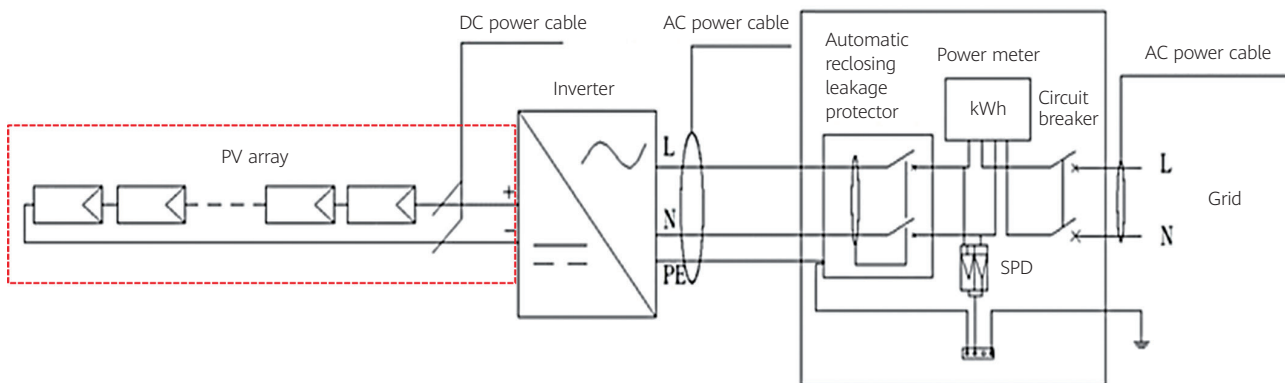 DC power cable
AC power cable
Automatic
reclosing
leakage
protector
Power meter
AC power cable
Inverter
kWh
Circuit
breaker
PV array
L
L
+
Grid
N
N
−
PE
SPD